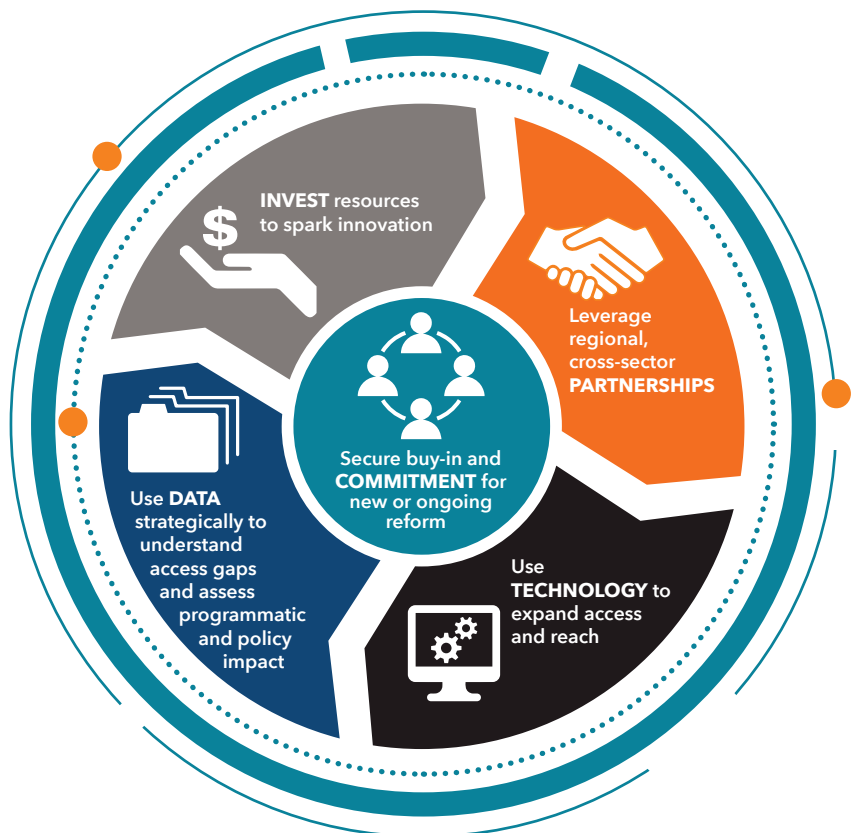 $
INVEST resources
to spark innovation
Leverage
regional,
cross-sector
PARTNERSHIPS
Secure buy-in and
COMMITMENT for
new or ongoing
reform
Use DATA
strategically to
understand
access gaps
and assess
programmatic
and policy
impact
Use
TECHNOLOGY to
expand access
and reach